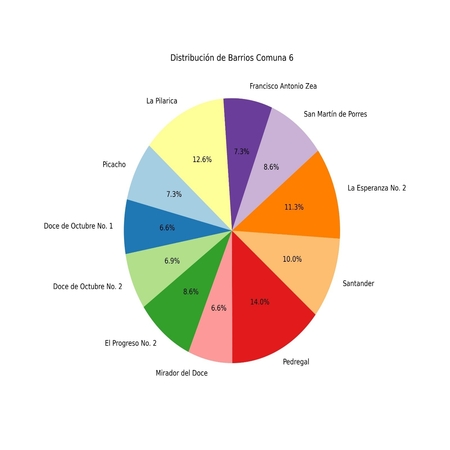 Distribución de Barrios Comuna 6
Francisco Antonio Zea
La Pilarica
San Martín de Porres
7.3%
12.6%
8.6%
Picacho
La Esperanza No. 2
7.3%
11.3%
Doce de Octubre No. 1
6.6%
6.9%
10.0%
Doce de Octubre No. 2
Santander
8.6%
14.0%
6.6%
El Progreso No. 2
Pedregal
Mirador del Doce